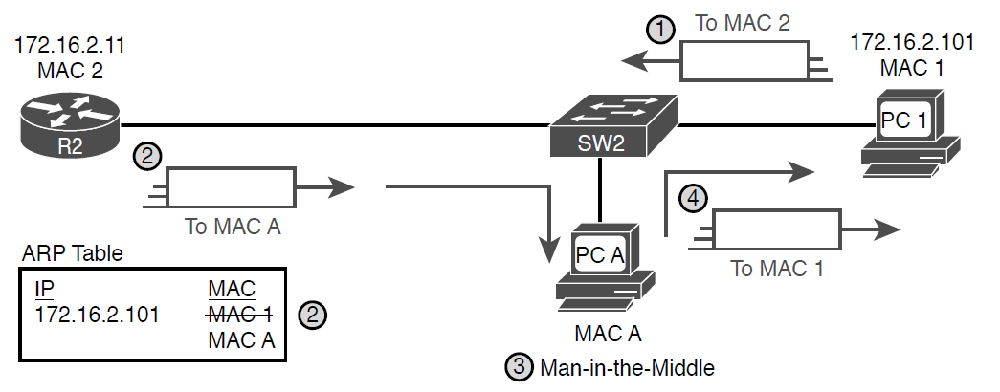 172.16.2.11
MAC 2
R2
1
To MAC 2
172.16.2.101
MAC 1
PC 1
SW2
2
To MAC A
4
To MAC 1
ARP Table
IP MAC
172.16.2.101 MAC 1
MAC A
2
PC A
MAC A
3 Man-in-the-Middle